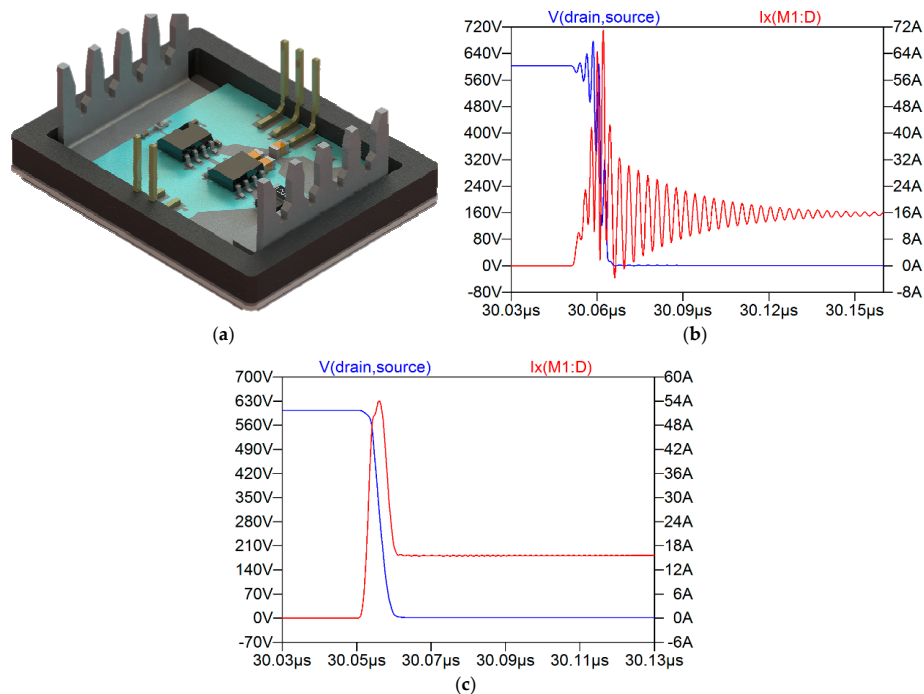 (a)
V(drain,source) Ix(M1:D)
720V 72A
640V 64A
560V 56A
480V 48A
400V 40A
320V 32A
240V 24A
160V 16A
80V 8A
0V 0A
-80V -8A
30.03µs 30.06µs 30.09µs 30.12µs 30.15µs
(b)
V(drain,source) Ix(M1:D)
700V 60A
630V 54A
560V 48A
490V 42A
420V 36A
350V 30A
280V 24A
210V 18A
140V 12A
70V 6A
0V 0A
-70V -6A
30.03µs 30.05µs 30.07µs 30.09µs 30.11µs 30.13µs
(c)